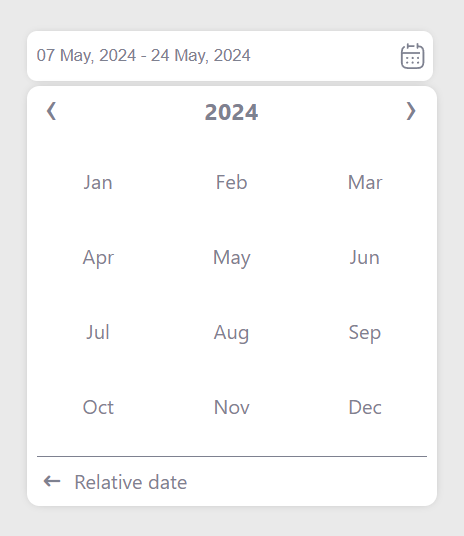 07 May, 2024 - 24 May, 2024
2024
Jan Feb Mar
Apr May Jun
Jul Aug Sep
Oct Nov Dec
Relative date